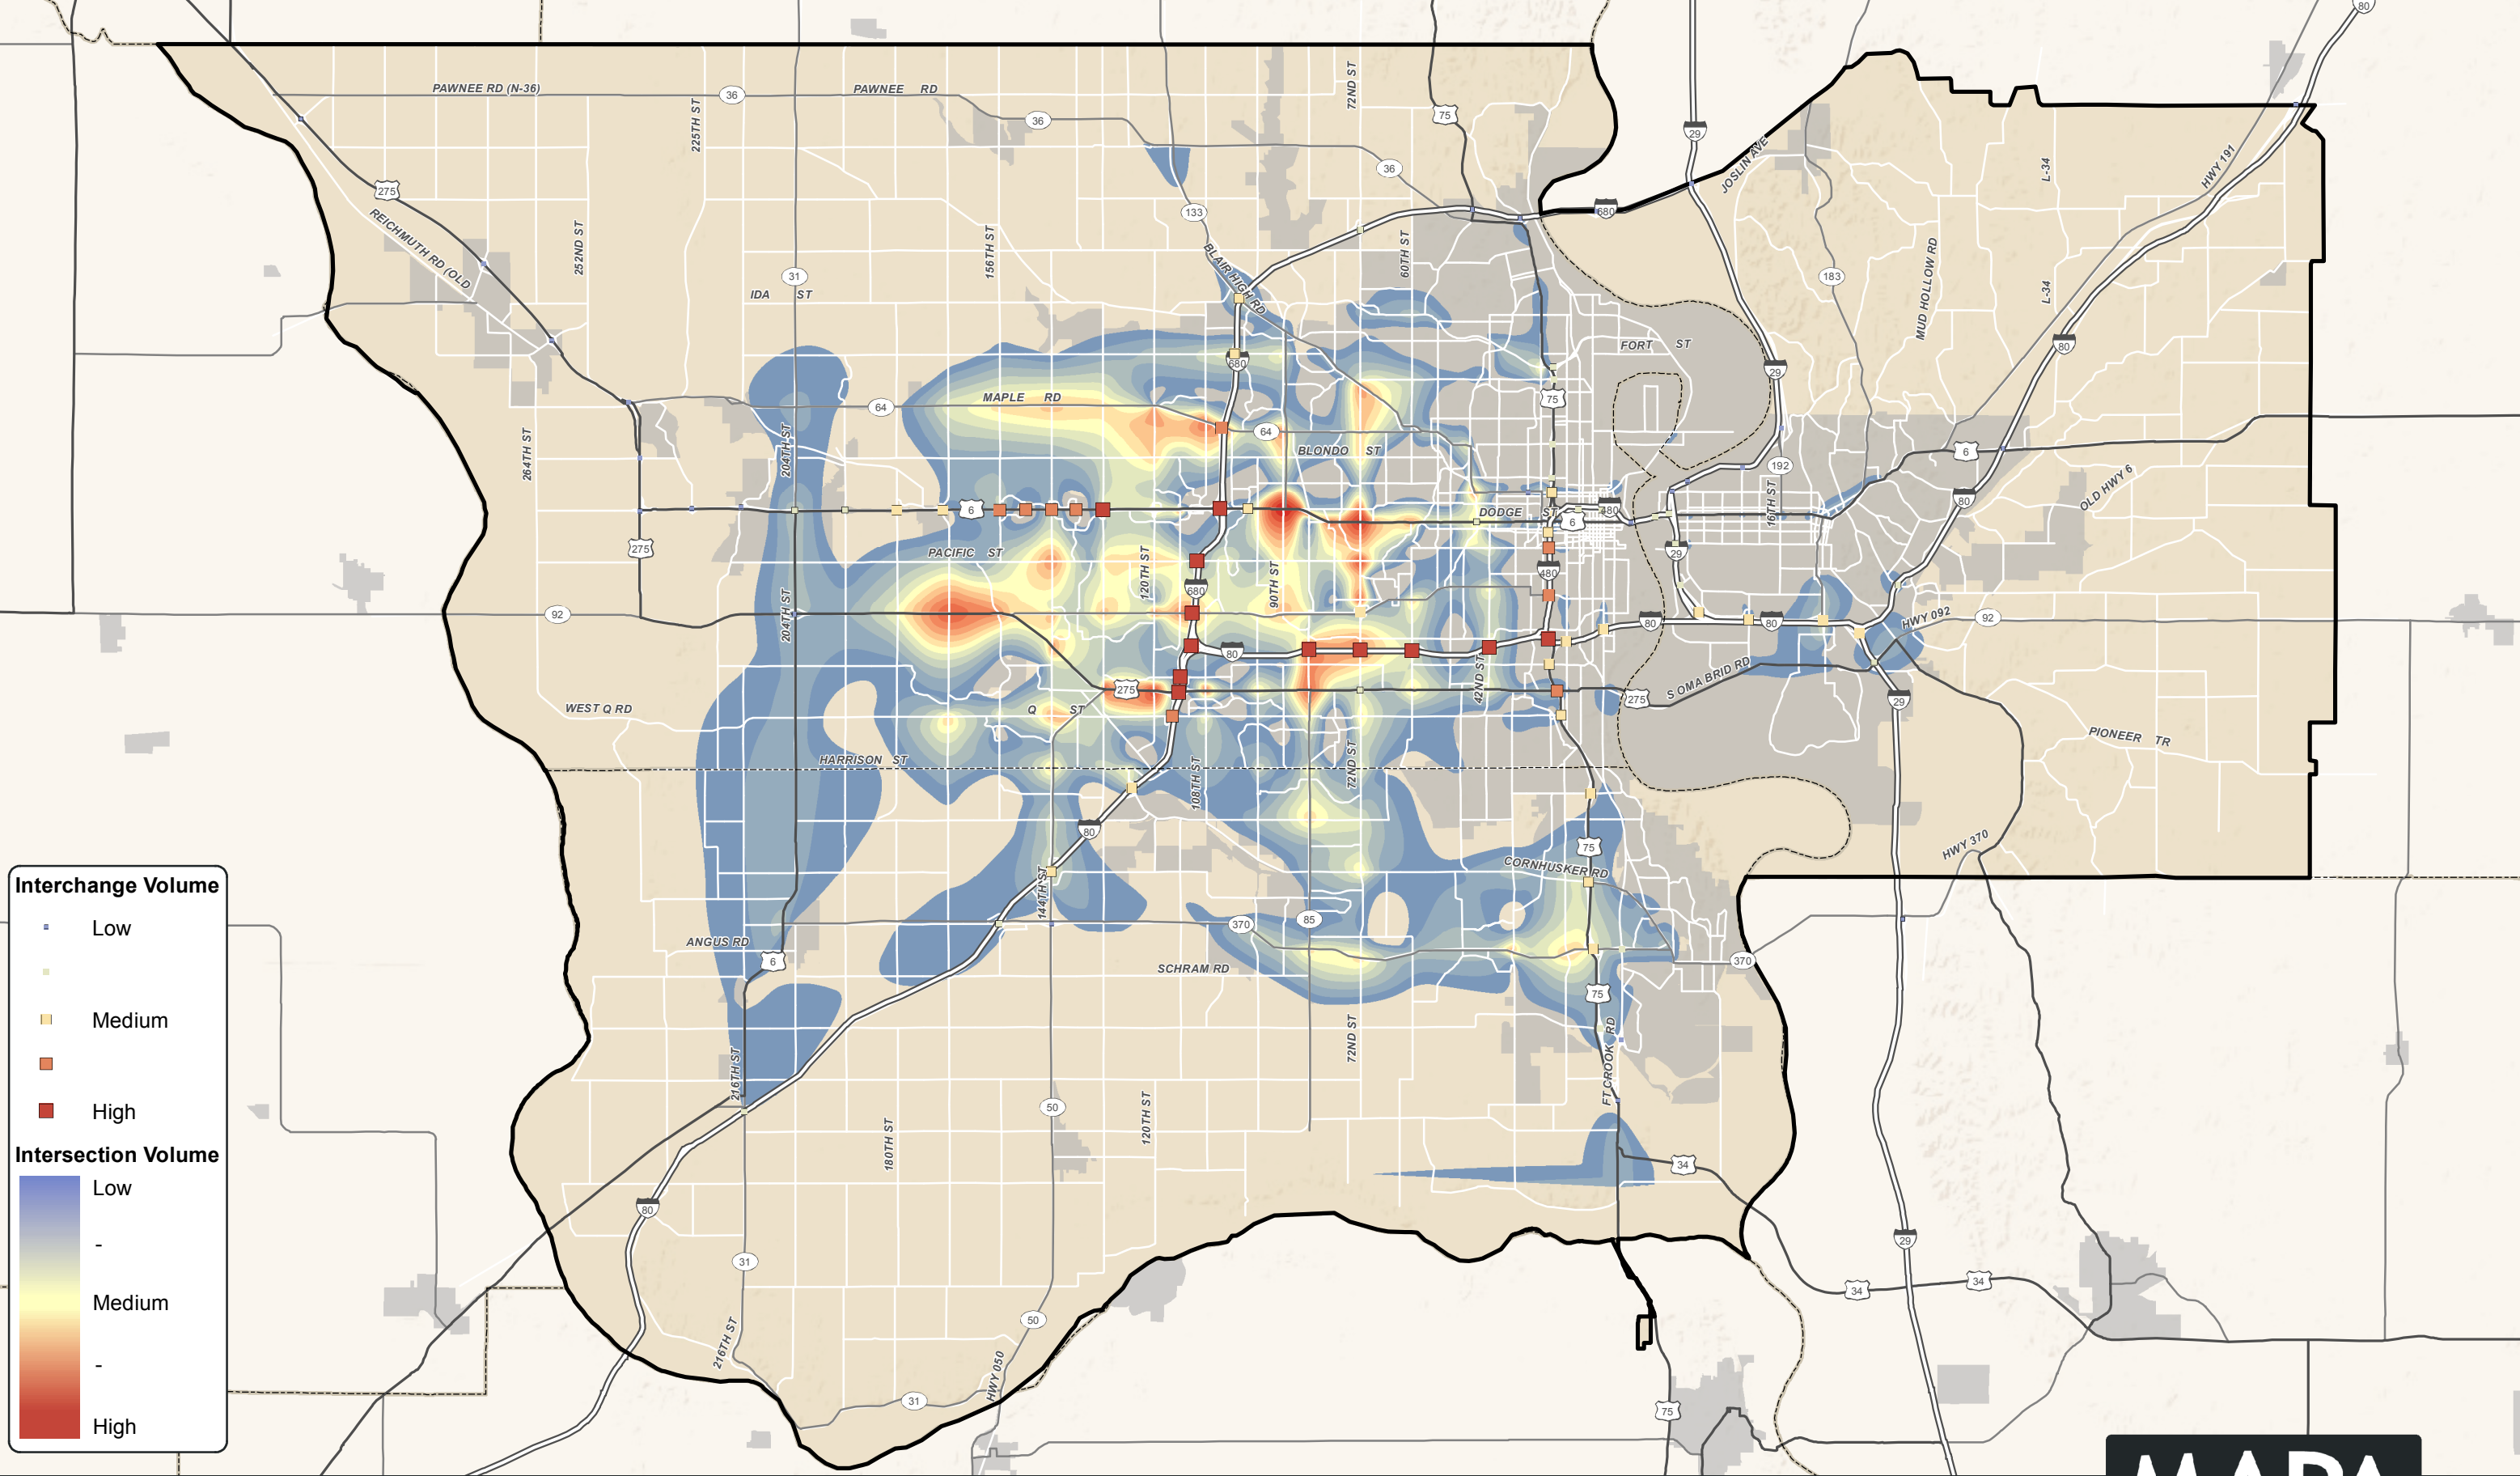 80
PAWNEE RD (N-36)
36
PAWNEE RD
36
225TH ST
72ND ST
75
29
36
JOSLIN AVE
L-34
HWY 191
275
REICHMUTH RD (OLD
252ND ST
133
680
156TH ST
60TH ST
BLAIR HIGH RD
31
IDA ST
183
MUD HOLLOW RD
L-34
FORT ST
80
680
29
75
MAPLE RD
64
64
204TH ST
264TH ST
BLONDO ST
192
6
OLD HWY 6
80
16TH ST
6
DODGE ST
480
6
275
PACIFIC ST
120TH ST
90TH ST
29
480
680
204TH ST
92
80
80
HWY 092
92
80
42ND ST
S OMA BRID RD
275
275
29
WEST Q RD
Q ST
PIONEER TR
HARRISON ST
108TH ST
72ND ST
80
75
HWY 370
CORNHUSKER RD
144TH ST
370
85
ANGUS RD
6
SCHRAM RD
370
75
72ND ST
FT CROOK RD
216TH ST
50
120TH ST
180TH ST
34
80
31
29
34
34
50
216TH ST
HWY 050
31
75
Interchange Volume
Low
Medium
High
Intersection Volume
Low
-
Medium
-
High
MAPA